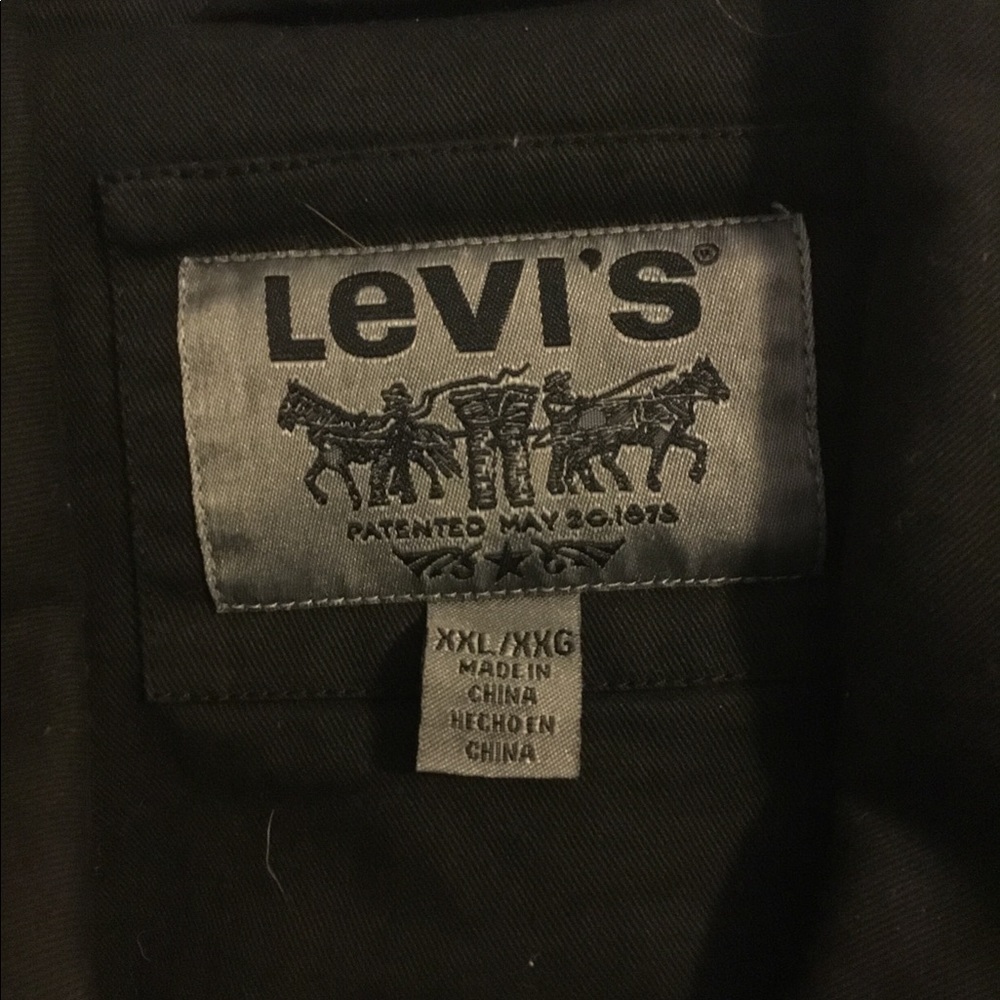 LeVI'S®
PATENTED MAY 20.1873
XXL/XXG
MADE IN
CHINA
HECHO EN
CHINA